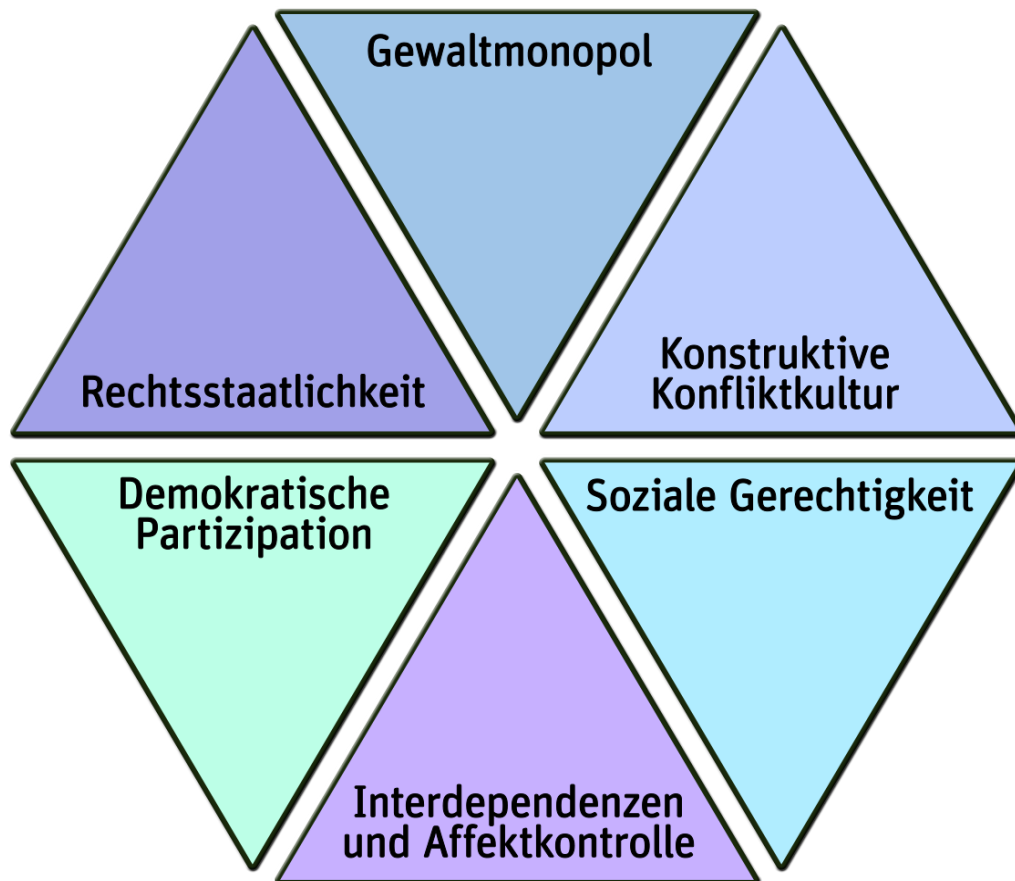 Gewaltmonopol
Konstruktive
Konfliktkultur
Rechtsstaatlichkeit
Demokratische
Partizipation
Soziale Gerechtigkeit
Interdependenzen
und Affektkontrolle